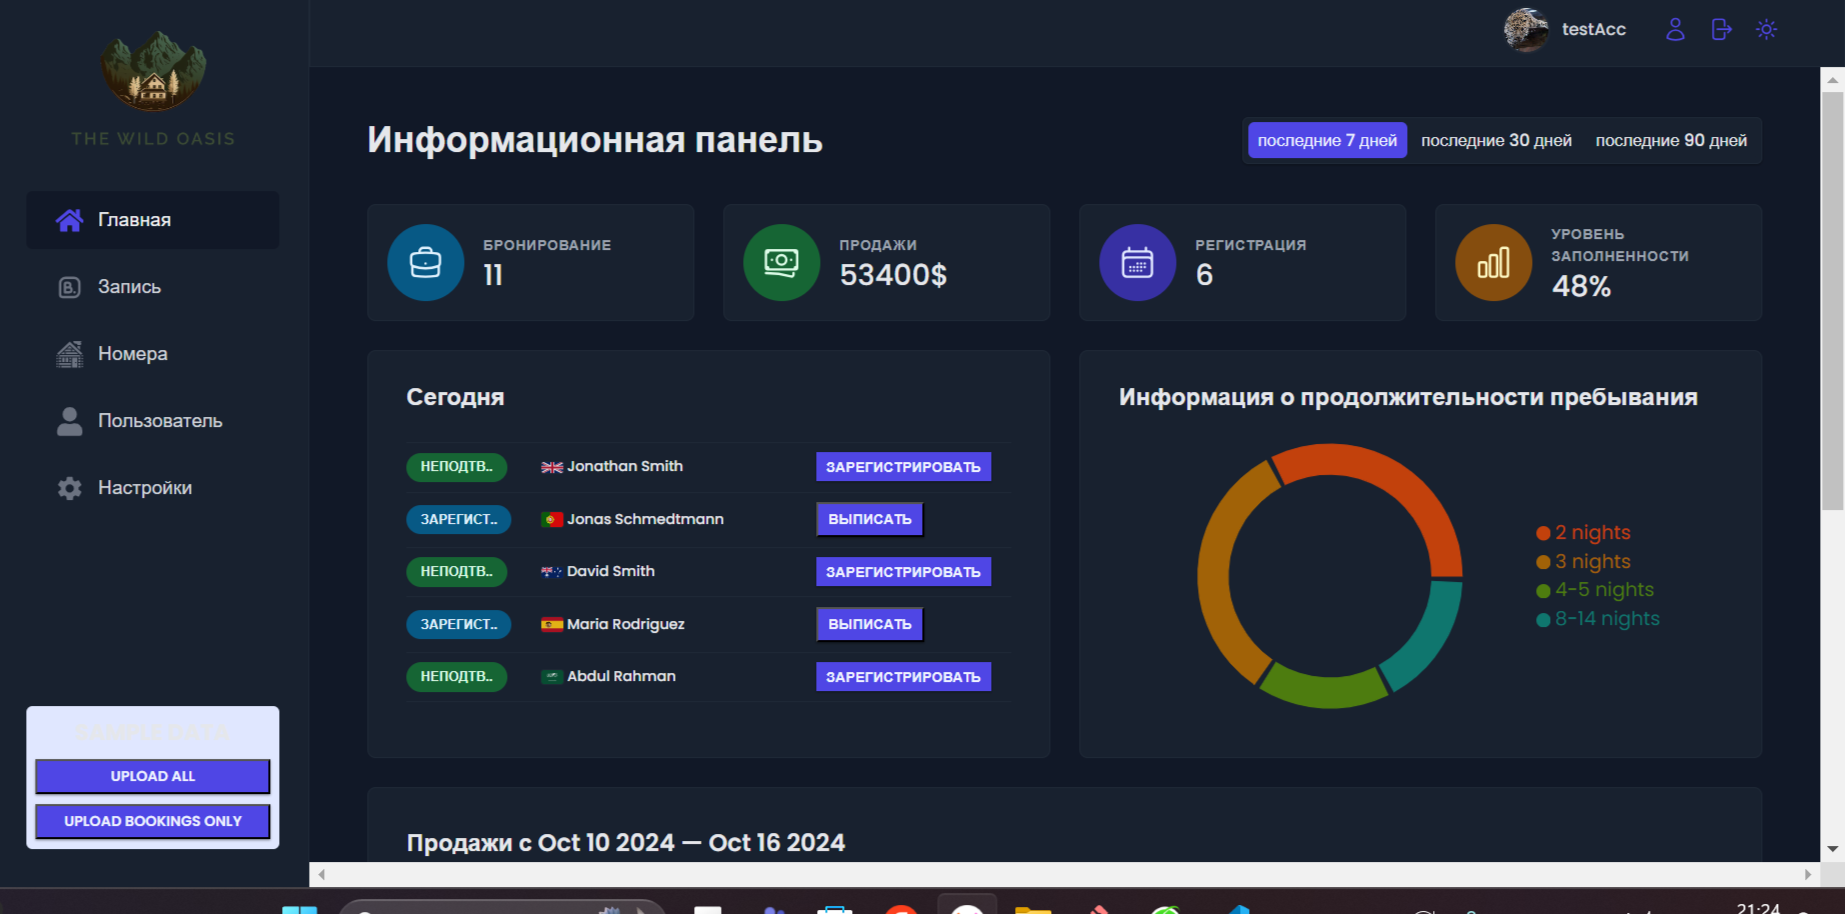 testAcc
THE WILD OASIS
Главная
Запись
Номера
Пользователь
Настройки
SAMPLE DATA
UPLOAD ALL
UPLOAD BOOKINGS ONLY
Информационная панель
последние 7 дней
последние 30 дней
последние 90 дней
БРОНИРОВАНИЕ
11
ПРОДАЖИ
53400$
РЕГИСТРАЦИЯ
6
УРОВЕНЬ
ЗАПОЛНЕННОСТИ
48%
Сегодня
НЕПОДТВ... Jonathan Smith ЗАРЕГИСТРИРОВАТЬ
ЗАРЕГИСТ... Jonas Schmedtmann ВЫПИСАТЬ
НЕПОДТВ... David Smith ЗАРЕГИСТРИРОВАТЬ
ЗАРЕГИСТ... Maria Rodriguez ВЫПИСАТЬ
НЕПОДТВ... Abdul Rahman ЗАРЕГИСТРИРОВАТЬ
Информация о продолжительности пребывания
2 nights
3 nights
4-5 nights
8-14 nights
Продажи с Oct 10 2024 — Oct 16 2024
21:24